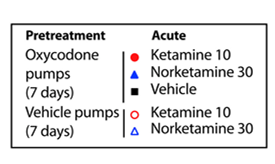 Pretreatment Acute
Oxycodone Ketamine 10
pumps Norketamine 30
(7 days) Vehicle
Vehicle pumps Ketamine 10
(7 days) Norketamine 30